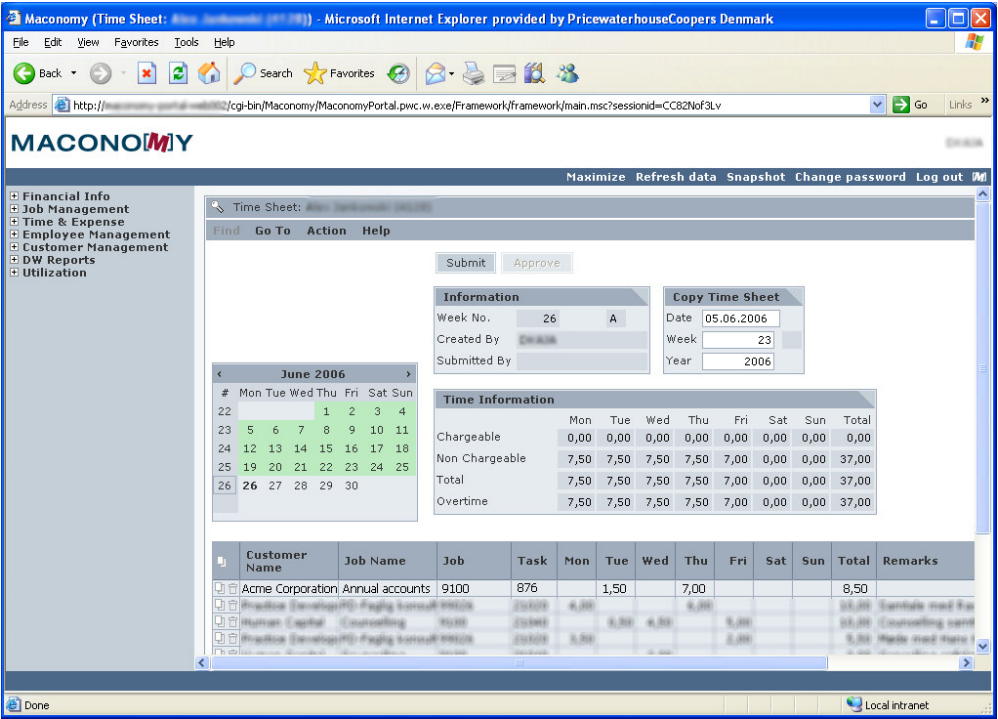 Maconomy (Time Sheet: )) - Microsoft Internet Explorer provided by PricewaterhouseCoopers Denmark
File Edit View Favorites Tools Help
Back Search Favorites
Address http:// /cgi-bin/Maconomy/MaconomyPortal.pwc.w.exe/Framework/framework/main.msc?sessionid=CC82Nof3Lv Go Links »
MACONO[M]Y
Maximize Refresh data Snapshot Change password Log out [M]
Financial Info
Job Management
Time & Expense
Employee Management
Customer Management
DW Reports
Utilization
Time Sheet:
Find Go To Action Help
Submit Approve
Information
Week No. 26 A
Created By
Submitted By
Copy Time Sheet
Date 05.06.2006
Week 23
Year 2006
‹ June 2006 ›
# Mon Tue Wed Thu Fri Sat Sun
22 1 2 3 4
23 5 6 7 8 9 10 11
24 12 13 14 15 16 17 18
25 19 20 21 22 23 24 25
26 26 27 28 29 30
Time Information
Mon Tue Wed Thu Fri Sat Sun Total
Chargeable 0,00 0,00 0,00 0,00 0,00 0,00 0,00 0,00
Non Chargeable 7,50 7,50 7,50 7,50 7,00 0,00 0,00 37,00
Total 7,50 7,50 7,50 7,50 7,00 0,00 0,00 37,00
Overtime 7,50 7,50 7,50 7,50 7,00 0,00 0,00 37,00
Customer Name Job Name Job Task Mon Tue Wed Thu Fri Sat Sun Total Remarks
Acme Corporation Annual accounts 9100 876 1,50 7,00 8,50
Done Local intranet